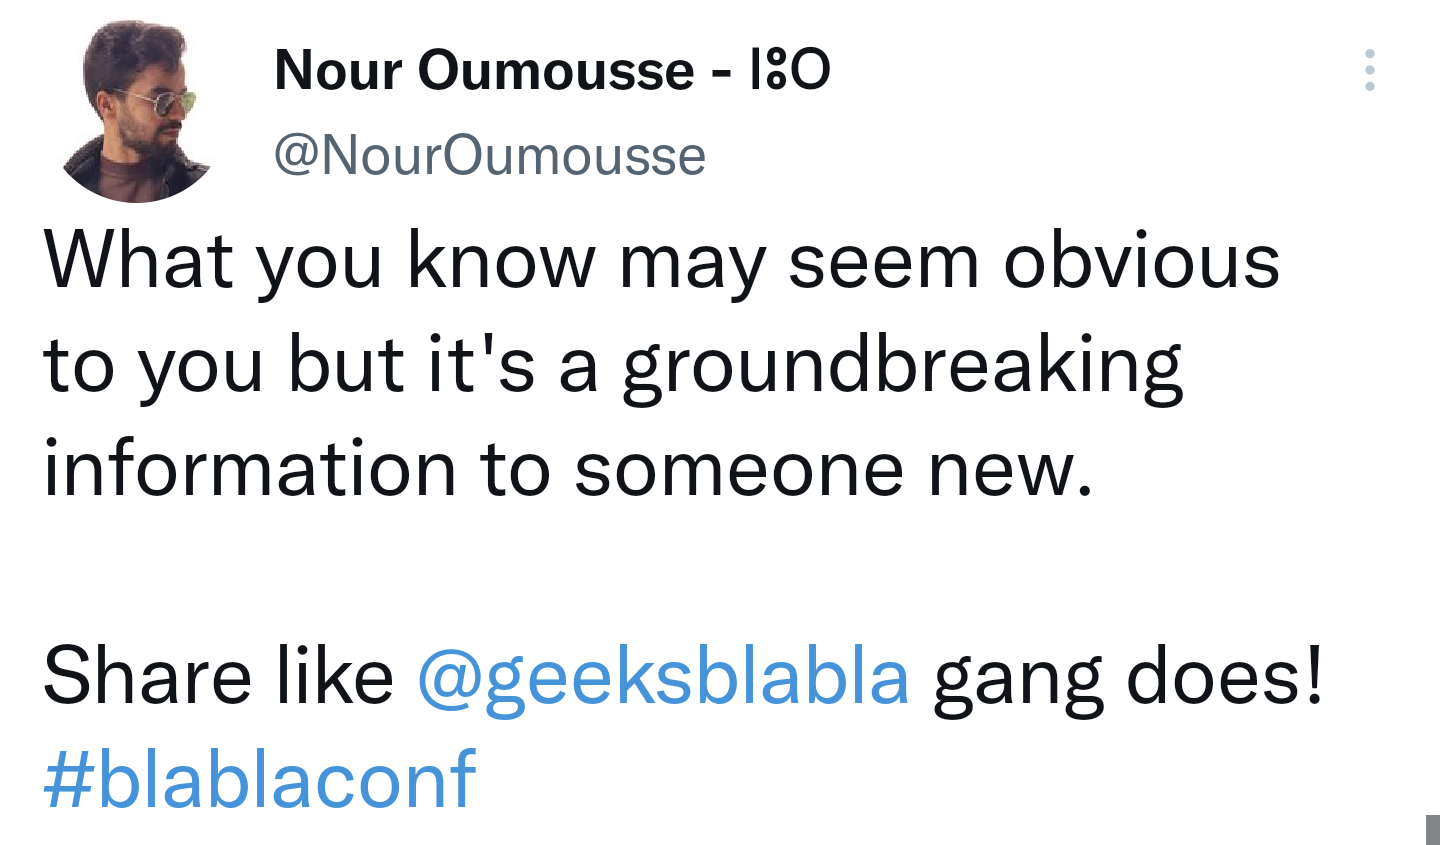 Nour Oumousse - ⵏⵓⵔ
@NourOumousse
What you know may seem obvious
to you but it's a groundbreaking
information to someone new.
Share like @geeksblabla gang does!
#blablaconf